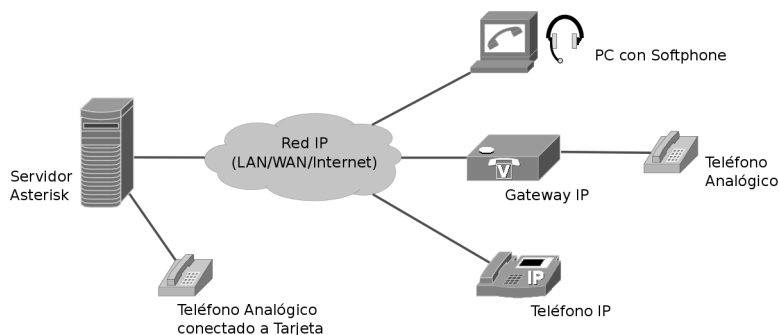 PC con Softphone
Red IP
(LAN/WAN/Internet)
Servidor
Asterisk
V
Gateway IP
Teléfono
Analógico
IP
Teléfono IP
Teléfono Analógico
conectado a Tarjeta